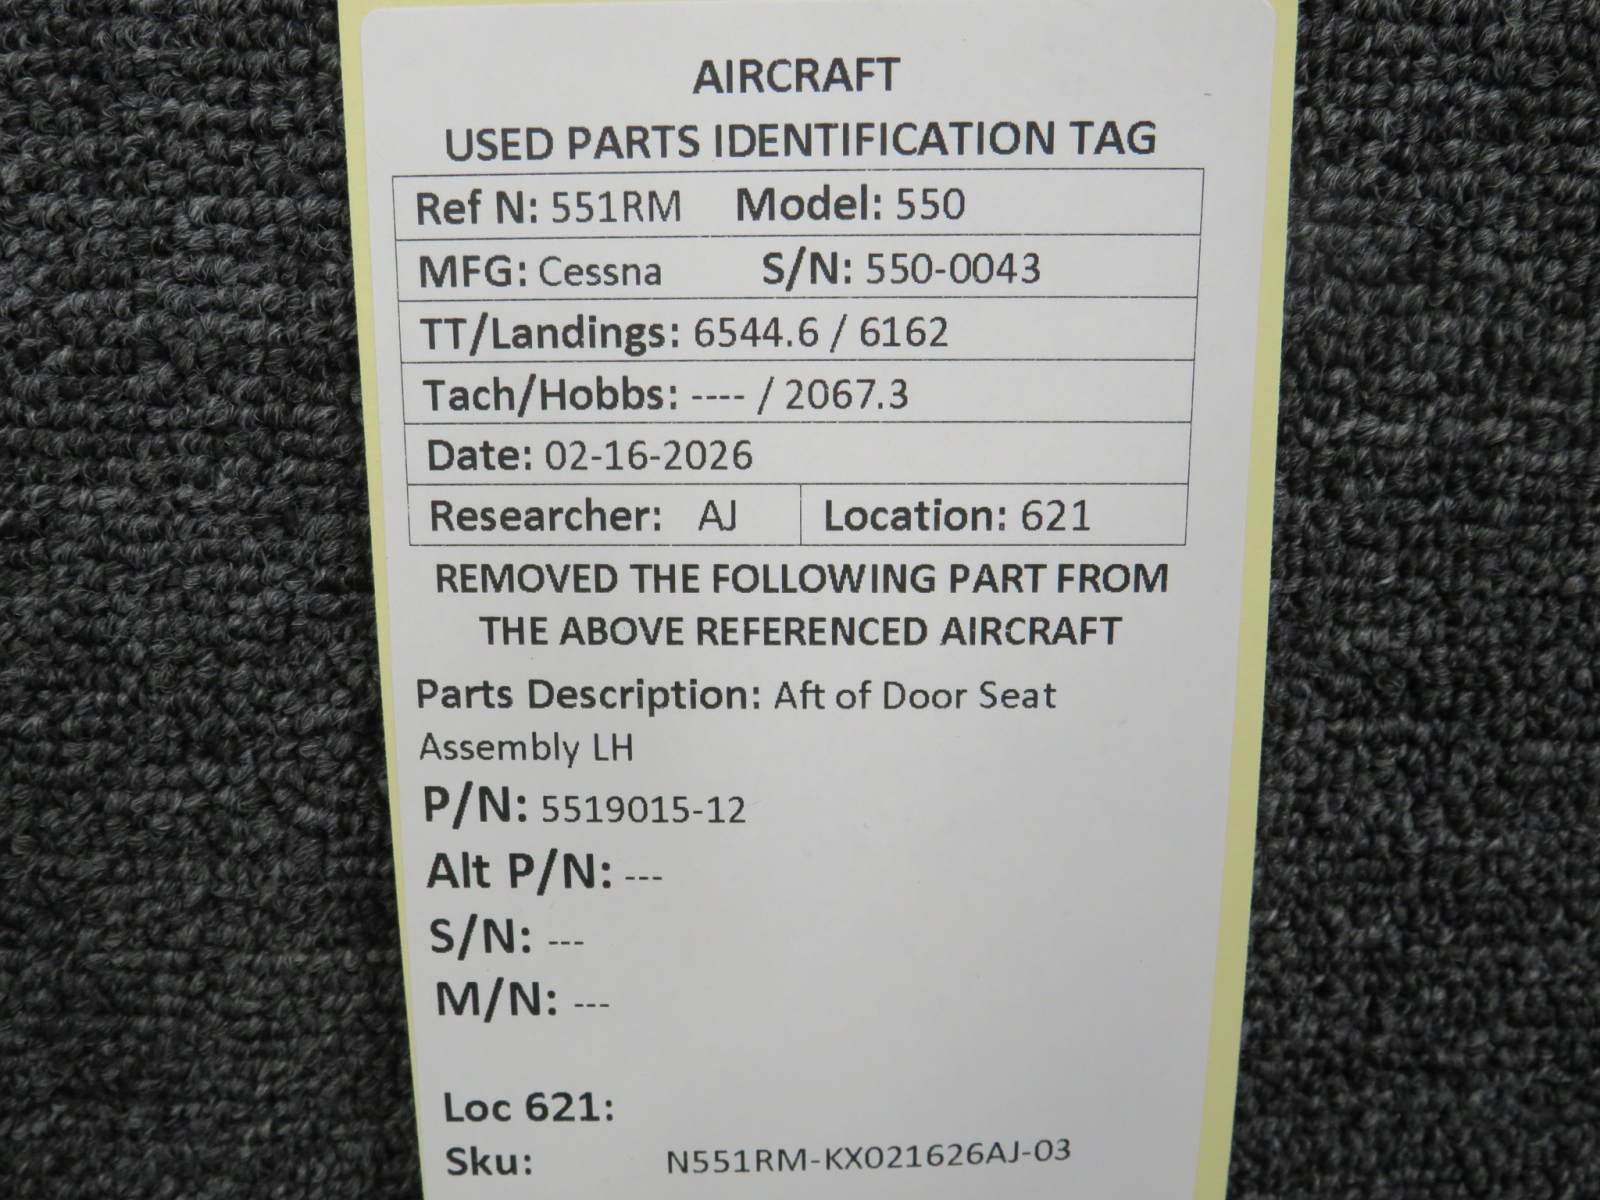 AIRCRAFT
USED PARTS IDENTIFICATION TAG
Ref N: 551RM Model: 550
MFG: Cessna S/N: 550-0043
TT/Landings: 6544.6 / 6162
Tach/Hobbs: ---- / 2067.3
Date: 02-16-2026
Researcher: AJ Location: 621
REMOVED THE FOLLOWING PART FROM
THE ABOVE REFERENCED AIRCRAFT
Parts Description: Aft of Door Seat
Assembly LH
P/N: 5519015-12
Alt P/N: ---
S/N: ---
M/N: ---
Loc 621:
Sku: N551RM-KX021626AJ-03